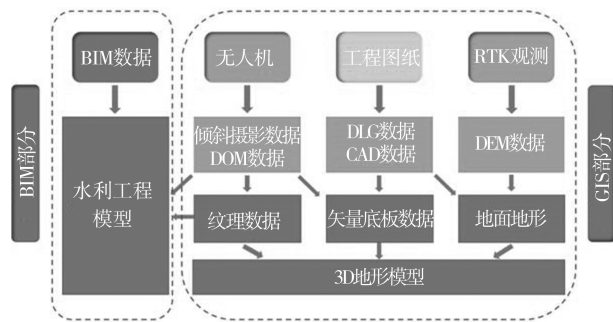 BIM数据
无人机
工程图纸
RTK观测
BIM部分
水利工程
模型
倾斜摄影数据
DOM数据
DLG数据
CAD数据
DEM数据
GIS部分
纹理数据
矢量底板数据
地面地形
3D地形模型